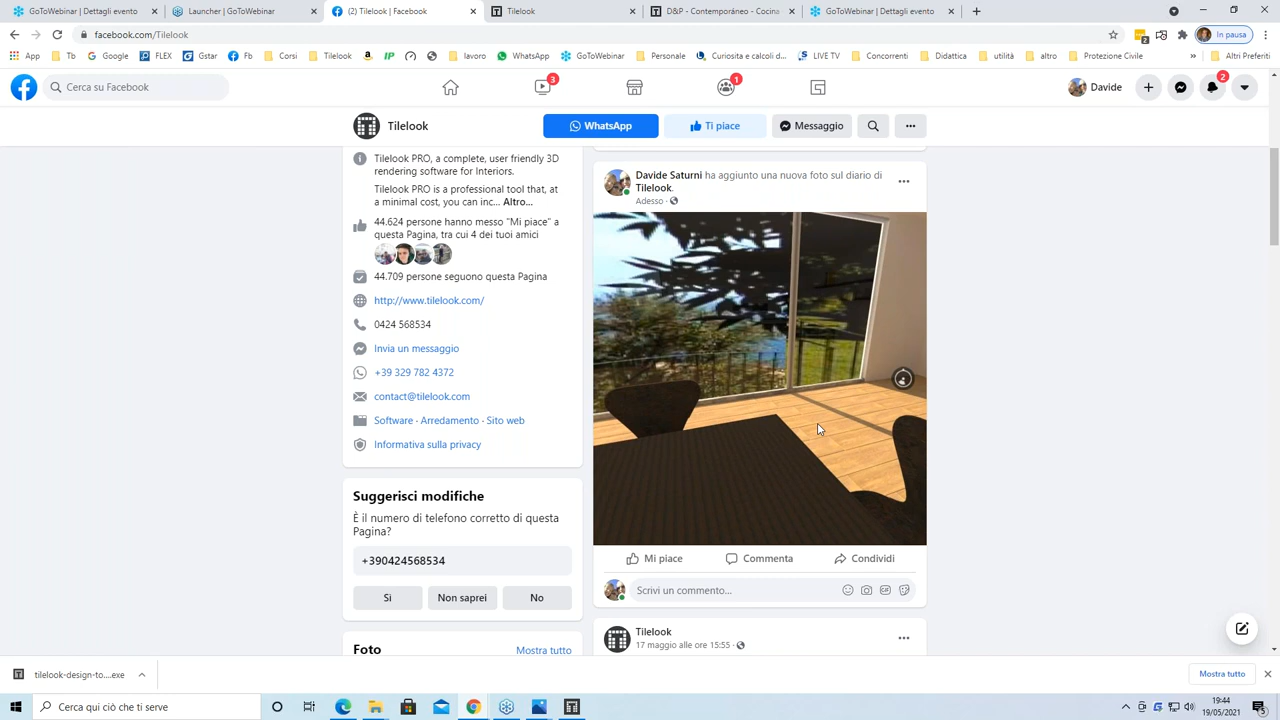 GoToWebinar | Dettagli evento
Launcher | GoToWebinar
(2) Tilelook | Facebook
Tilelook
D&P - Contemporáneo - Cocina
GoToWebinar | Dettagli evento
facebook.com/Tilelook
In pausa
App
Tb
Google
FLEX
Gstar
Fb
Corsi
Tilelook
IP
lavoro
WhatsApp
GoToWebinar
Personale
Curiosita e calcoli d...
LIVE TV
Concorrenti
Didattica
utilità
altro
Protezione Civile
»
Altri Preferiti
Cerca su Facebook
3
1
Davide
2
Tilelook
WhatsApp
Ti piace
Messaggio
Tilelook PRO, a complete, user friendly 3D
rendering software for Interiors.
Tilelook PRO is a professional tool that, at
a minimal cost, you can inc... Altro...
44.624 persone hanno messo "Mi piace" a
questa Pagina, tra cui 4 dei tuoi amici
44.709 persone seguono questa Pagina
http://www.tilelook.com/
0424 568534
Invia un messaggio
+39 329 782 4372
contact@tilelook.com
Software · Arredamento · Sito web
Informativa sulla privacy
Suggerisci modifiche
È il numero di telefono corretto di questa
Pagina?
+390424568534
Sì
Non saprei
No
Foto
Mostra tutto
Davide Saturni ha aggiunto una nuova foto sul diario di
Tilelook.
Adesso ·
Mi piace
Commenta
Condividi
Scrivi un commento...
Tilelook
17 maggio alle ore 15:55 ·
tilelook-design-to....exe
Mostra tutto
Cerca qui ciò che ti serve
19:44
19/05/2021